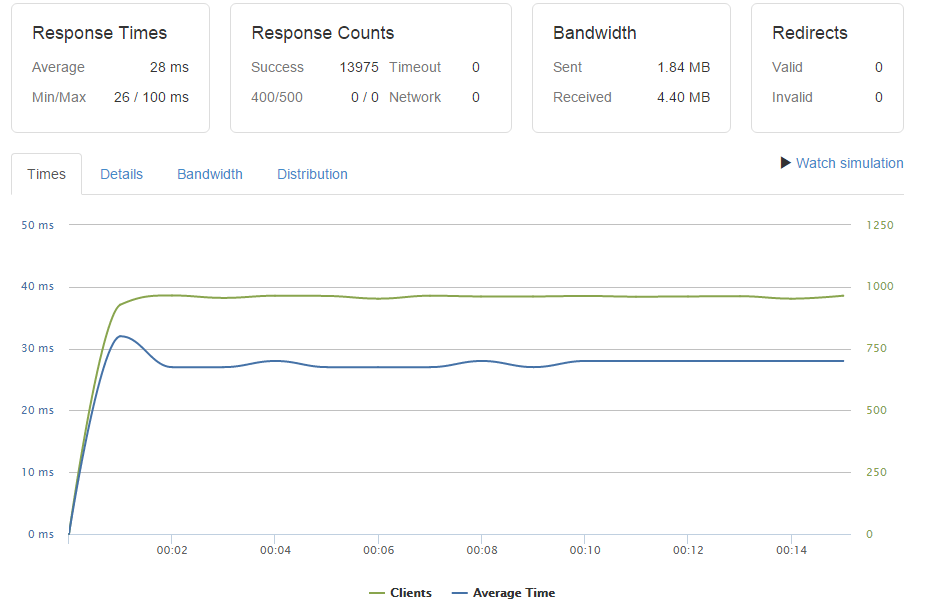 Response Times
Average 28 ms
Min/Max 26 / 100 ms
Response Counts
Success 13975 Timeout 0
400/500 0 / 0 Network 0
Bandwidth
Sent 1.84 MB
Received 4.40 MB
Redirects
Valid 0
Invalid 0
Times Details Bandwidth Distribution
Watch simulation
50 ms 1250
40 ms 1000
30 ms 750
20 ms 500
10 ms 250
0 ms 0
00:02 00:04 00:06 00:08 00:10 00:12 00:14
Clients Average Time